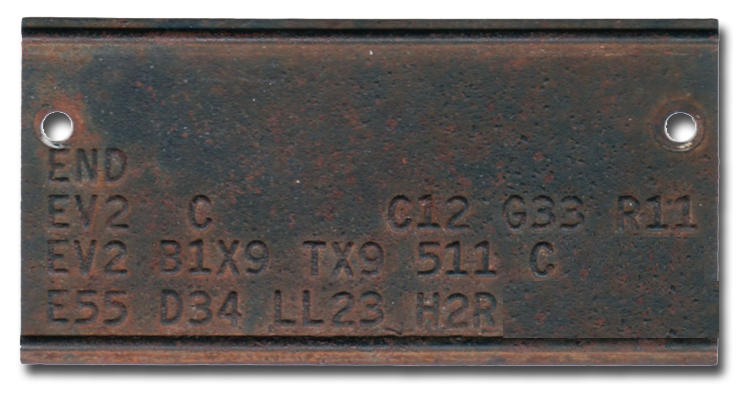 END
EV2 C C12 G33 R11
EV2 B1X9 TX9 511 C
E55 D34 LL23 H2R